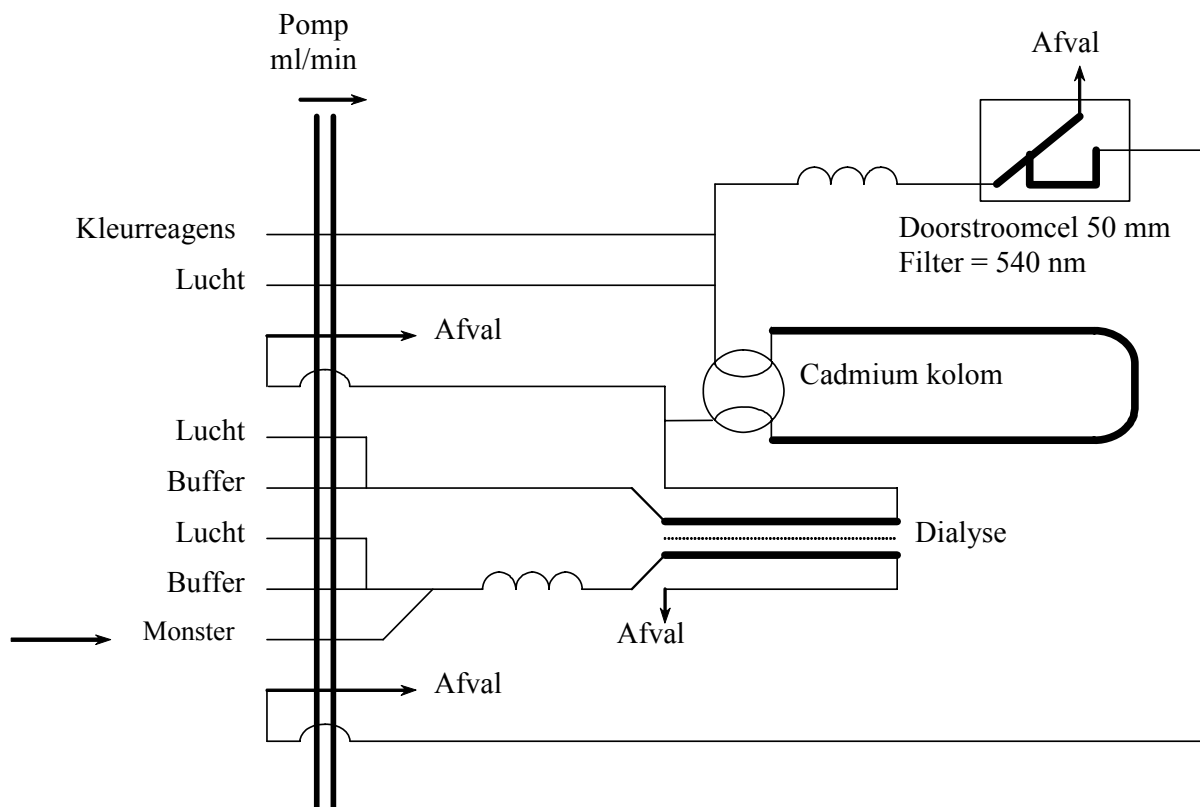 Pomp
ml/min
Afval
Kleurreagens
Doorstroomcel 50 mm
Filter = 540 nm
Lucht
Afval
Cadmium kolom
Lucht
Buffer
Lucht
Dialyse
Buffer
Monster
Afval
Afval